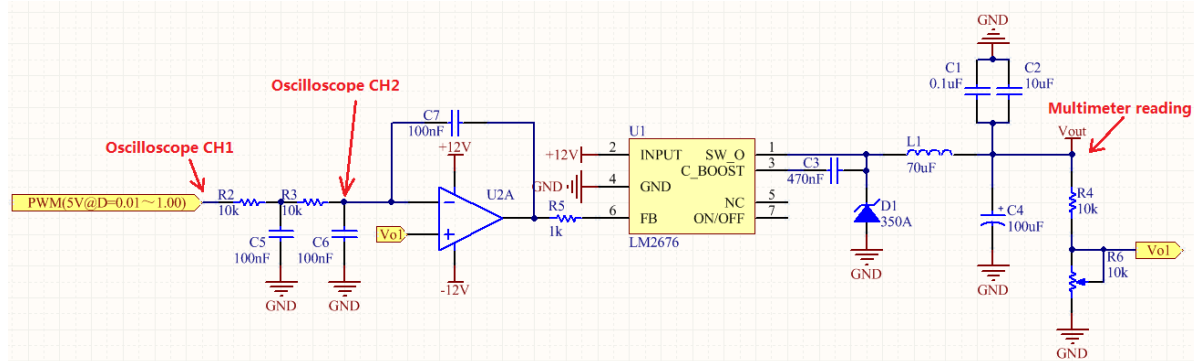 GND
C1
0.1uF
C2
10uF
Oscilloscope CH2
Multimeter reading
Vout
Oscilloscope CH1
C7
100nF
+12V
U1
+12V
2
INPUT
SW_O
1
L1
70uF
C_BOOST
3
C3
470nF
GND
4
GND
PWM(5V@D=0.01~1.00)
R2
10k
R3
10k
U2A
R5
1k
6
FB
NC
5
ON/OFF
7
LM2676
D1
350A
C4
100uF
R4
10k
Vo1
C5
100nF
C6
100nF
-12V
GND
GND
GND
GND
R6
10k
Vo1
GND